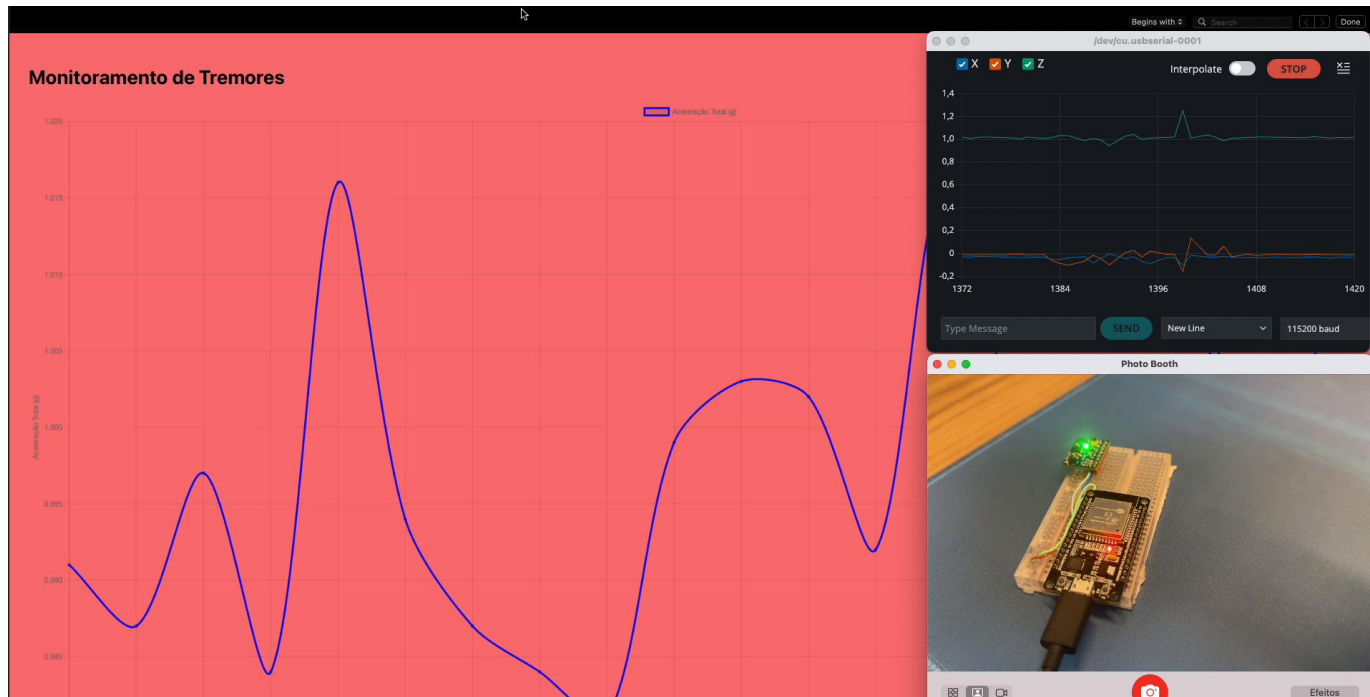 Begins with
Search
Done
Monitoramento de Tremores
Aceleração Total (g)
1.020
1.015
1.010
1.005
1.000
0.995
0.990
0.985
Aceleração Total (g)
/dev/cu.usbserial-0001
X Y Z
Interpolate
STOP
1,4
1,2
1,0
0,8
0,6
0,4
0,2
0
-0,2
1372 1384 1396 1408 1420
Type Message
SEND
New Line
115200 baud
Photo Booth
Efeitos